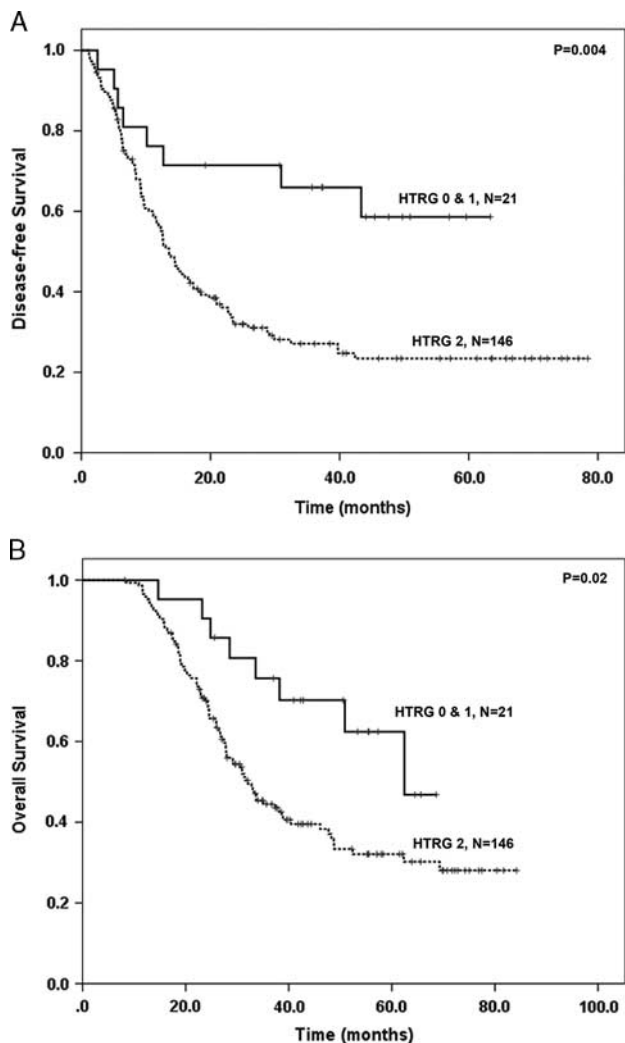 A
P=0.004
1.0
0.8
0.6
0.4
0.2
0.0
Disease-free Survival
HTRG 0 & 1, N=21
HTRG 2, N=146
.0 20.0 40.0 60.0 80.0
Time (months)
B
P=0.02
1.0
0.8
0.6
0.4
0.2
0.0
Overall Survival
HTRG 0 & 1, N=21
HTRG 2, N=146
.0 20.0 40.0 60.0 80.0 100.0
Time (months)